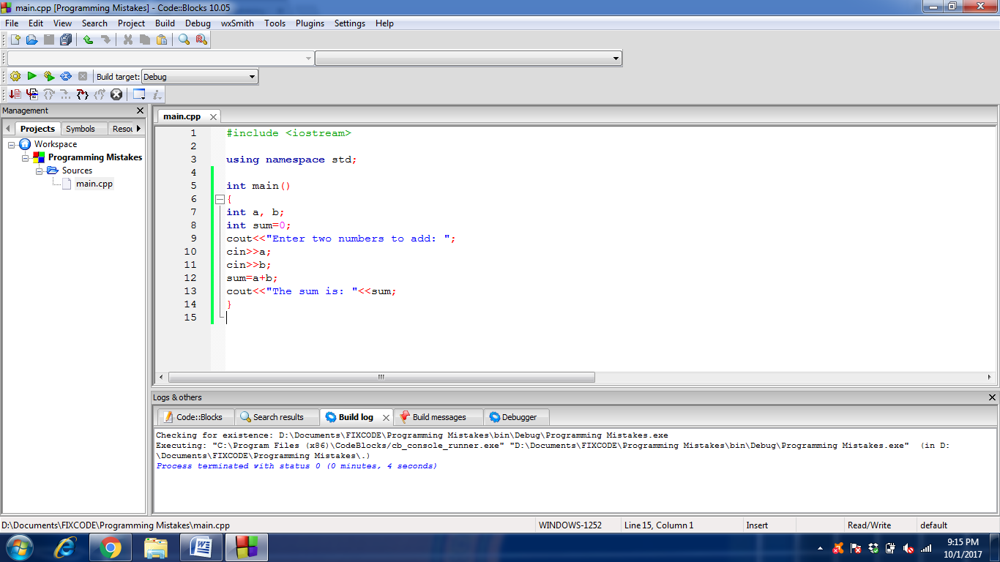 main.cpp [Programming Mistakes] - Code::Blocks 10.05
File Edit View Search Project Build Debug wxSmith Tools Plugins Settings Help
Build target: Debug
Management
Projects Symbols Resou
Workspace
Programming Mistakes
Sources
main.cpp
main.cpp
1 #include <iostream>
2
3 using namespace std;
4
5 int main()
6 {
7 int a, b;
8 int sum=0;
9 cout<<"Enter two numbers to add: ";
10 cin>>a;
11 cin>>b;
12 sum=a+b;
13 cout<<"The sum is: "<<sum;
14 }
15
Logs & others
Code::Blocks Search results Build log Build messages Debugger
Checking for existence: D:\Documents\FIXCODE\Programming Mistakes\bin\Debug\Programming Mistakes.exe
Executing: "C:\Program Files (x86)\CodeBlocks/cb_console_runner.exe" "D:\Documents\FIXCODE\Programming Mistakes\bin\Debug\Programming Mistakes.exe" (in D:
\Documents\FIXCODE\Programming Mistakes\.)
Process terminated with status 0 (0 minutes, 4 seconds)
D:\Documents\FIXCODE\Programming Mistakes\main.cpp WINDOWS-1252 Line 15, Column 1 Insert Read/Write default
9:15 PM
10/1/2017